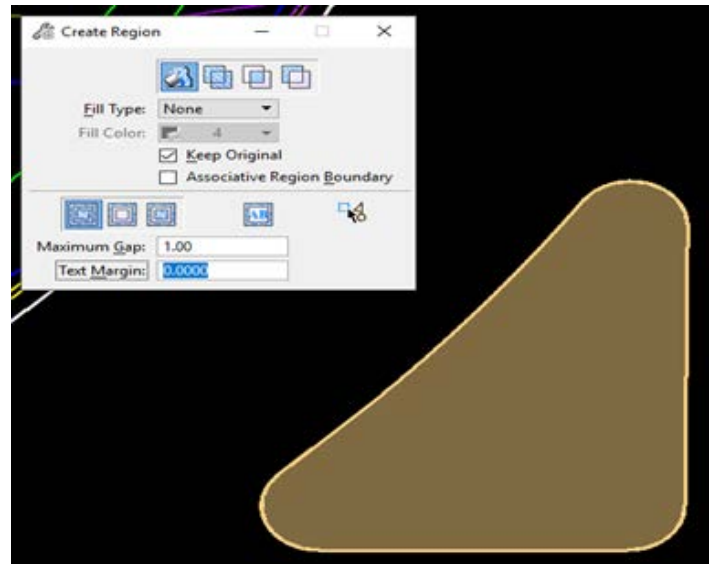 Create Region
Fill Type: None
Fill Color: 4
Keep Original
Associative Region Boundary
AB
Maximum Gap: 1.00
Text Margin: 0.0000